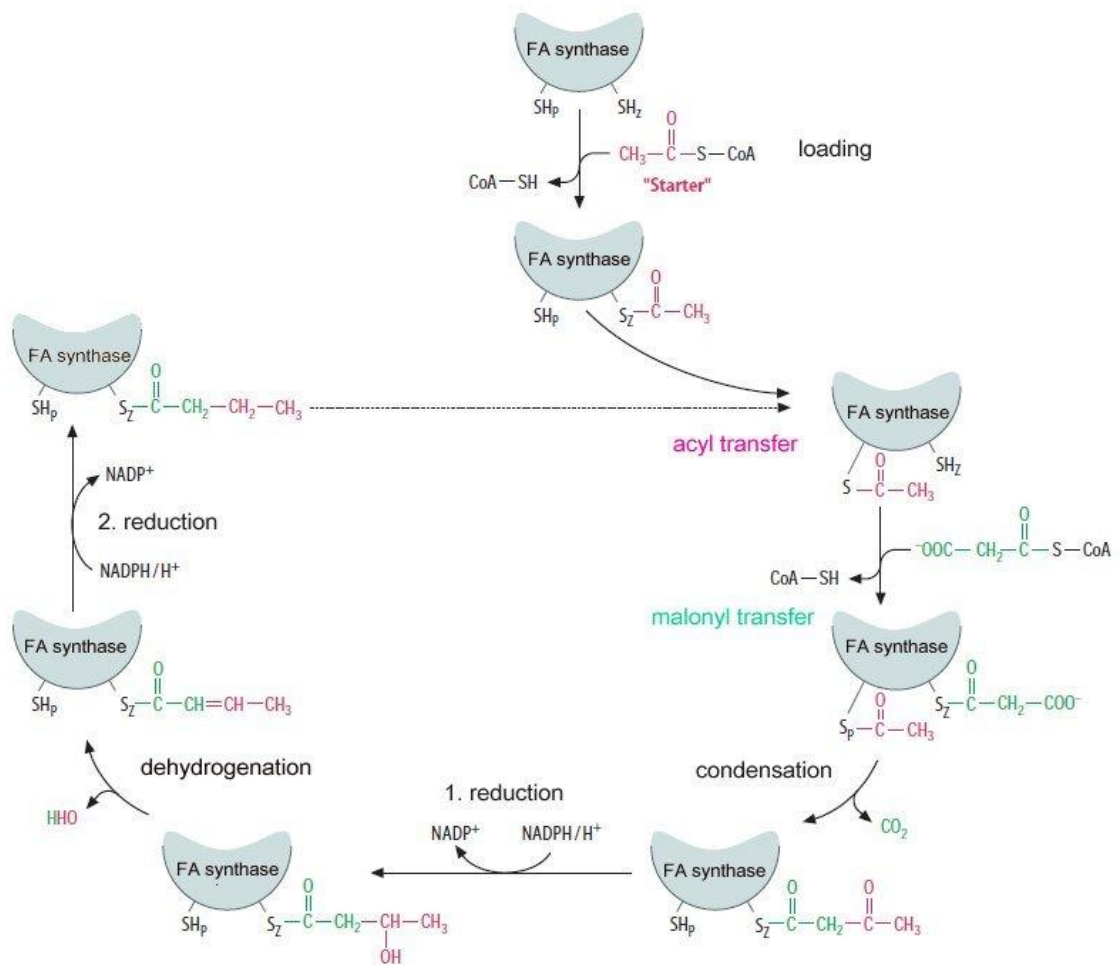 FA synthase
SHP SHZ
O
CH3—C—S—CoA
loading
CoA—SH
"Starter"
FA synthase
SHP
O
SZ—C—CH3
FA synthase
SHP
O
SZ—C—CH2—CH2—CH3
acyl transfer
FA synthase
SHZ
O
S—C—CH3
NADP+
2. reduction
NADPH/H+
O
-OOC—CH2—C—S—CoA
CoA—SH
malonyl transfer
FA synthase
SHP
O
SZ—C—CH=CH—CH3
FA synthase
O
SZ—C—CH2—COO-
O
SP—C—CH3
dehydrogenation
HHO
condensation
CO2
1. reduction
NADP+ NADPH/H+
FA synthase
SHP
O
SZ—C—CH2—CH—CH3
OH
FA synthase
SHP
O O
SZ—C—CH2—C—CH3